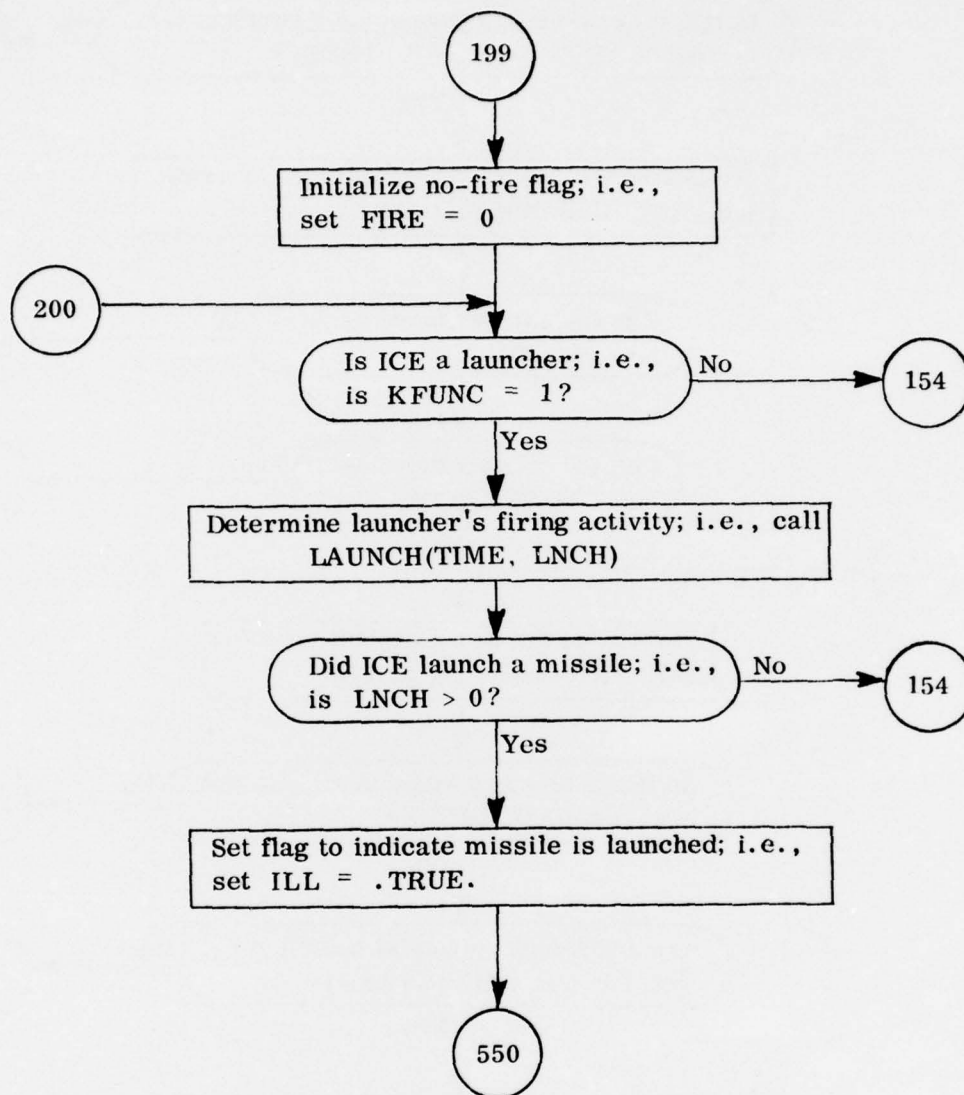 199
Initialize no-fire flag; i.e.,
set FIRE = 0
200
Is ICE a launcher; i.e.,
is KFUNC = 1?
No
154
Yes
Determine launcher's firing activity; i.e., call
LAUNCH(TIME, LNCH)
Did ICE launch a missile; i.e.,
is LNCH > 0?
No
154
Yes
Set flag to indicate missile is launched; i.e.,
set ILL = .TRUE.
550